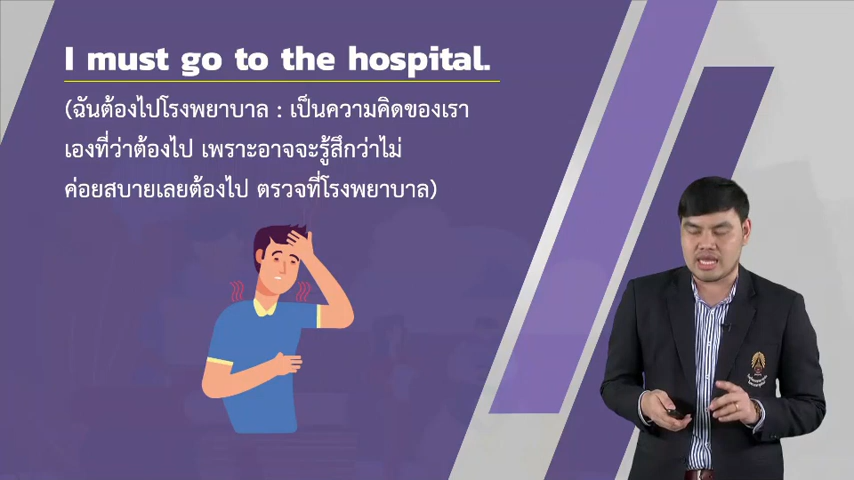 I must go to the hospital.
(ฉันต้องไปโรงพยาบาล : เป็นความคิดของเรา
เองที่ว่าต้องไป เพราะอาจจะรู้สึกว่าไม่
ค่อยสบายเลยต้องไป ตรวจที่โรงพยาบาล)